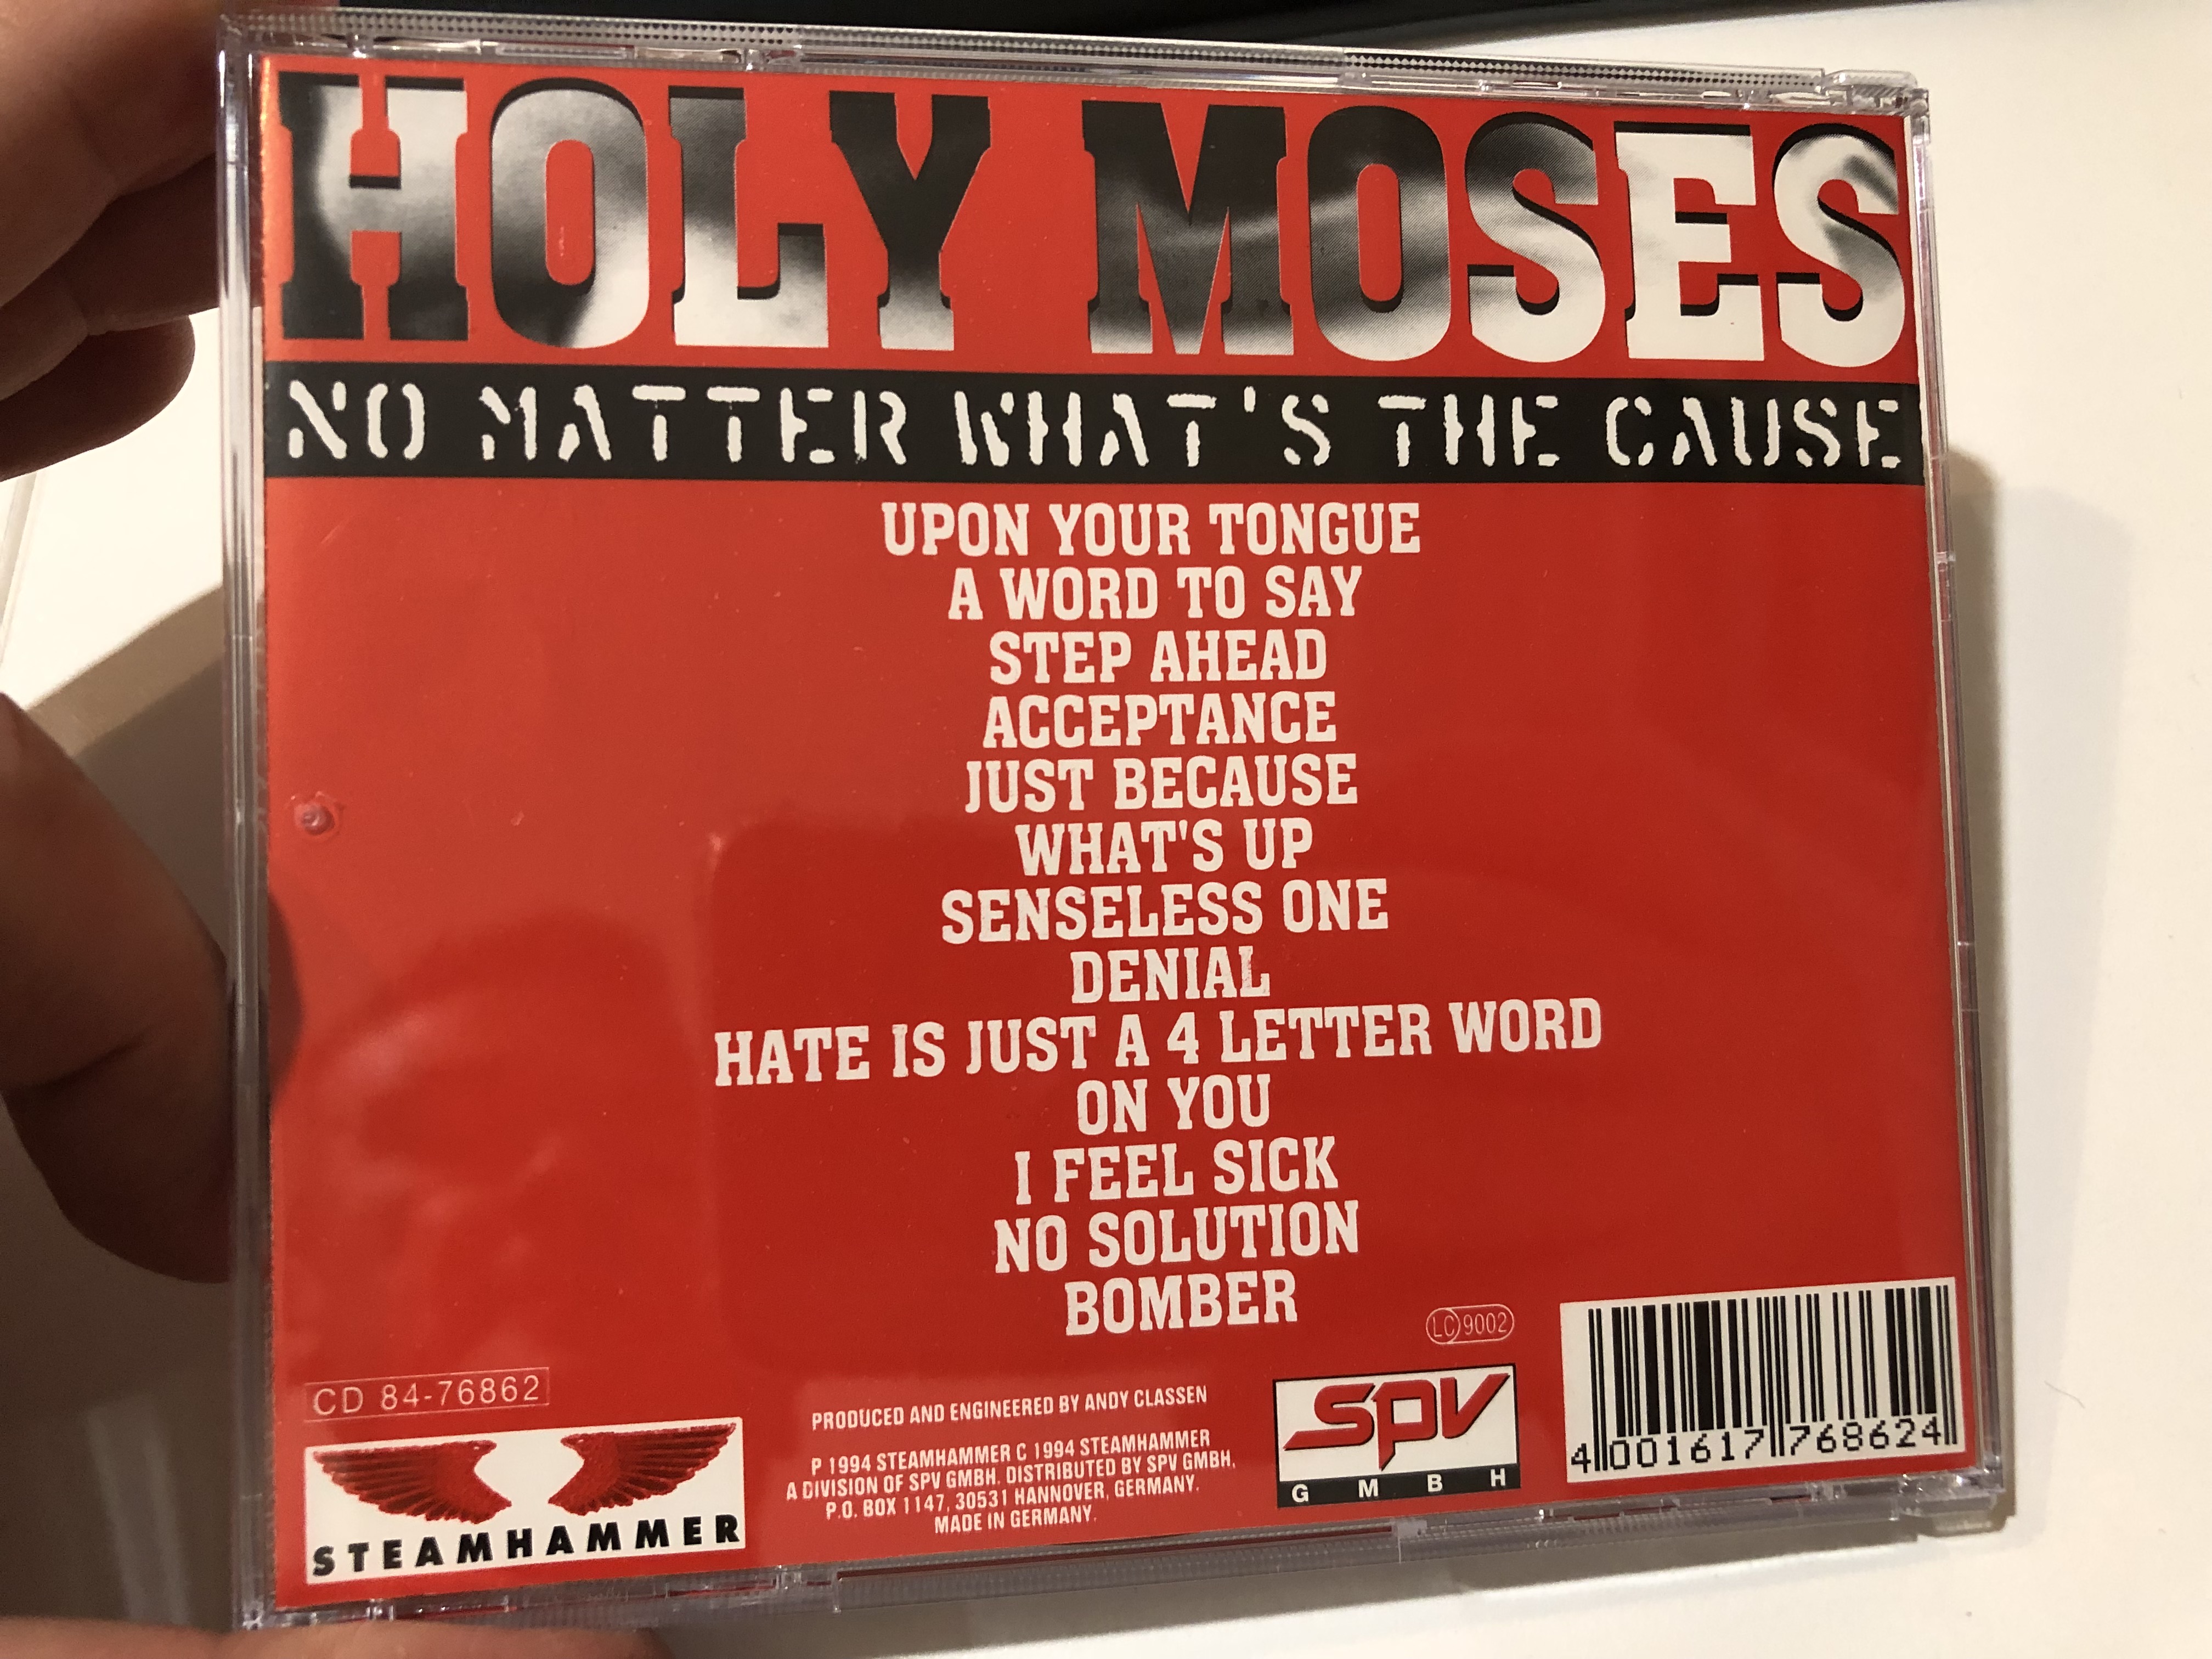 HOLY MOSES
NO MATTER WHAT'S THE CAUSE
UPON YOUR TONGUE
A WORD TO SAY
STEP AHEAD
ACCEPTANCE
JUST BECAUSE
WHAT'S UP
SENSELESS ONE
DENIAL
HATE IS JUST A 4 LETTER WORD
ON YOU
I FEEL SICK
NO SOLUTION
BOMBER
LC 9002
CD 84-76862
STEAMHAMMER
PRODUCED AND ENGINEERED BY ANDY CLASSEN
P 1994 STEAMHAMMER C 1994 STEAMHAMMER
A DIVISION OF SPV GMBH. DISTRIBUTED BY SPV GMBH,
P.O. BOX 1147, 30531 HANNOVER, GERMANY.
MADE IN GERMANY.
SPV
GMBH
4 001617 768624